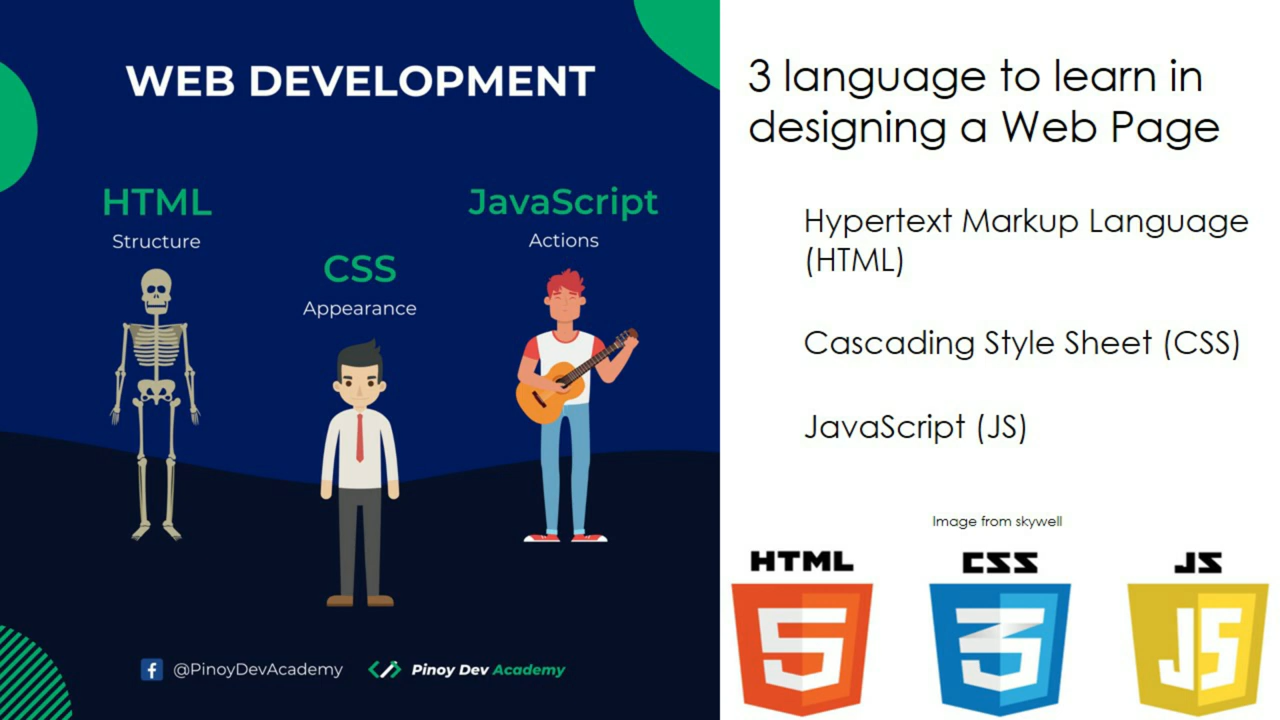 WEB DEVELOPMENT
HTML
Structure
CSS
Appearance
JavaScript
Actions
@PinoyDevAcademy
Pinoy Dev Academy
3 language to learn in
designing a Web Page
Hypertext Markup Language
(HTML)
Cascading Style Sheet (CSS)
JavaScript (JS)
Image from skywell
HTML
5
CSS
3
JS
JS